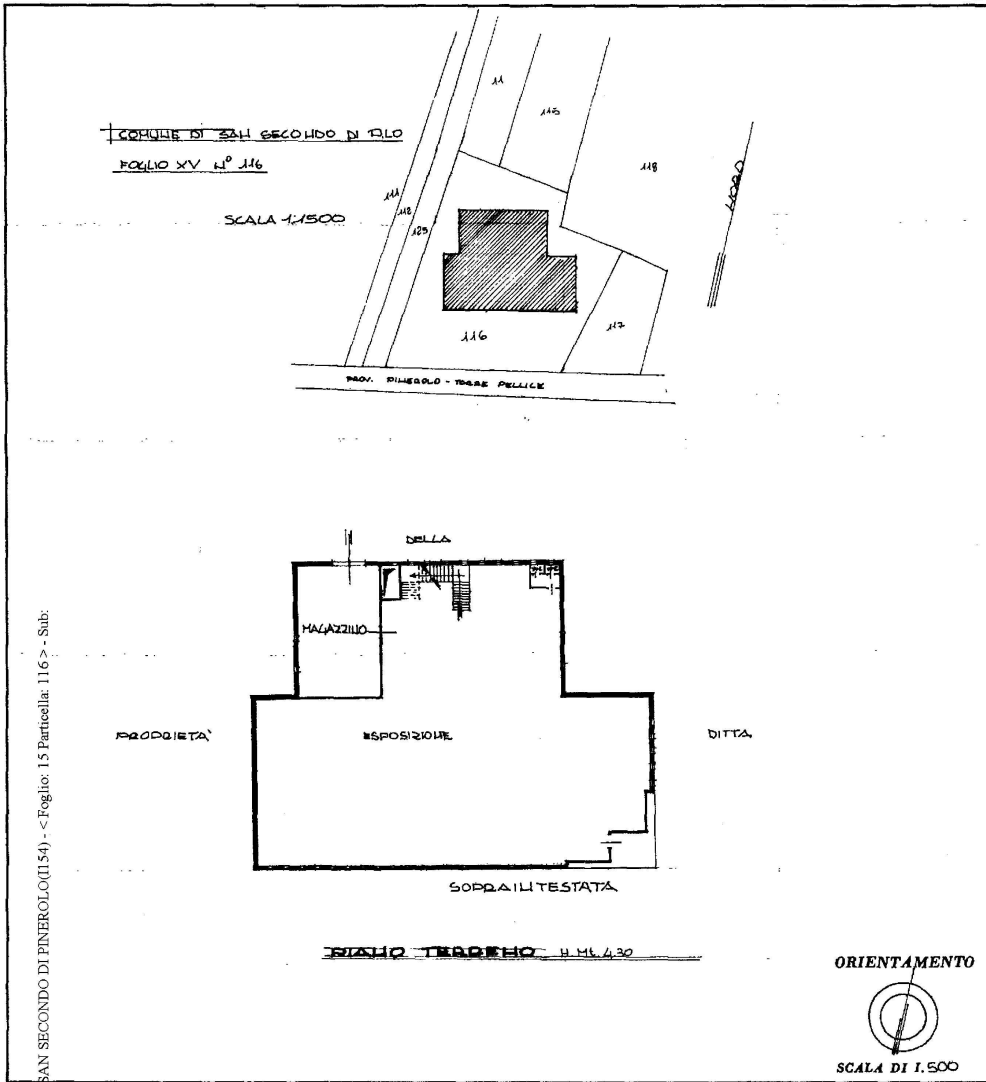 COMUNE DI SAN SECONDO DI P.LO
FOGLIO XV N° 116
SCALA 1:1500
11
115
118
NORD
111
112
125
116
117
PROV. PINEROLO - TORRE PELLICE
DELLA
MAGAZZINO
PROPRIETA'
ESPOSIZIONE
DITTA
SOPRAINTESTATA
PIANO TERRENO H Mt. 4.30
SAN SECONDO DI PINEROLO(I154) - < Foglio: 15 Particella: 116 > - Sub:
ORIENTAMENTO
SCALA DI 1.500